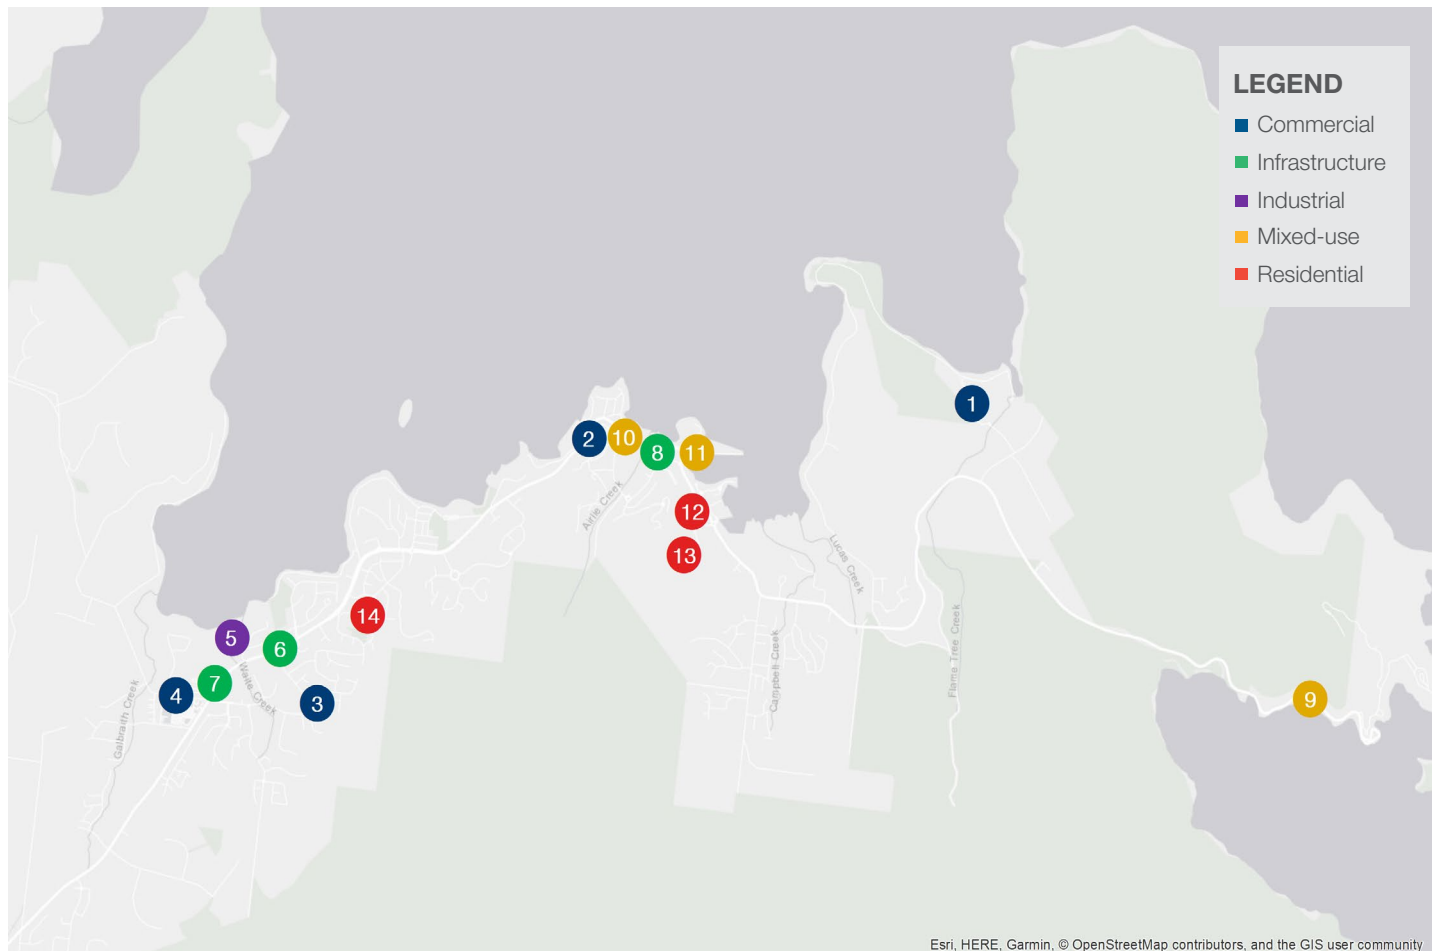 LEGEND
Commercial
Infrastructure
Industrial
Mixed-use
Residential
1
2
10
8
11
Airlie Creek
12
13
Lucas Creek
14
5
6
7
4
Waite Creek
3
Galbraith Creek
Campbell Creek
Flame Tree Creek
9
Esri, HERE, Garmin, © OpenStreetMap contributors, and the GIS user community